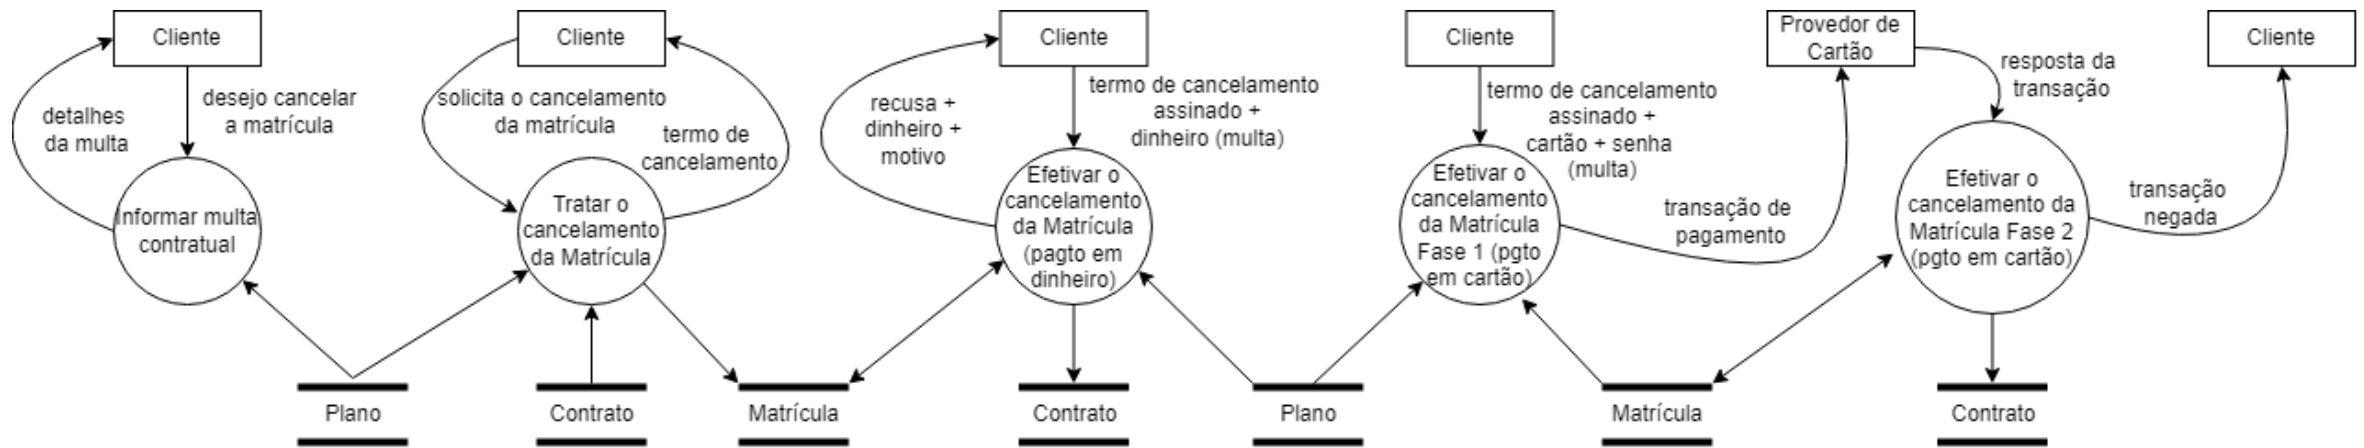 Cliente
desejo cancelar
a matrícula
detalhes
da multa
Informar multa
contratual
Cliente
solicita o cancelamento
da matrícula
termo de
cancelamento
Tratar o
cancelamento
da Matrícula
Cliente
recusa +
dinheiro +
motivo
termo de cancelamento
assinado +
dinheiro (multa)
Efetivar o
cancelamento
da Matrícula
(pagto em
dinheiro)
Cliente
termo de cancelamento
assinado +
cartão + senha
(multa)
Efetivar o
cancelamento
da Matrícula
Fase 1 (pgto
em cartão)
transação de
pagamento
Provedor de
Cartão
resposta da
transação
Efetivar o
cancelamento da
Matrícula Fase 2
(pgto em cartão)
transação
negada
Cliente
Plano
Contrato
Matrícula
Contrato
Plano
Matrícula
Contrato